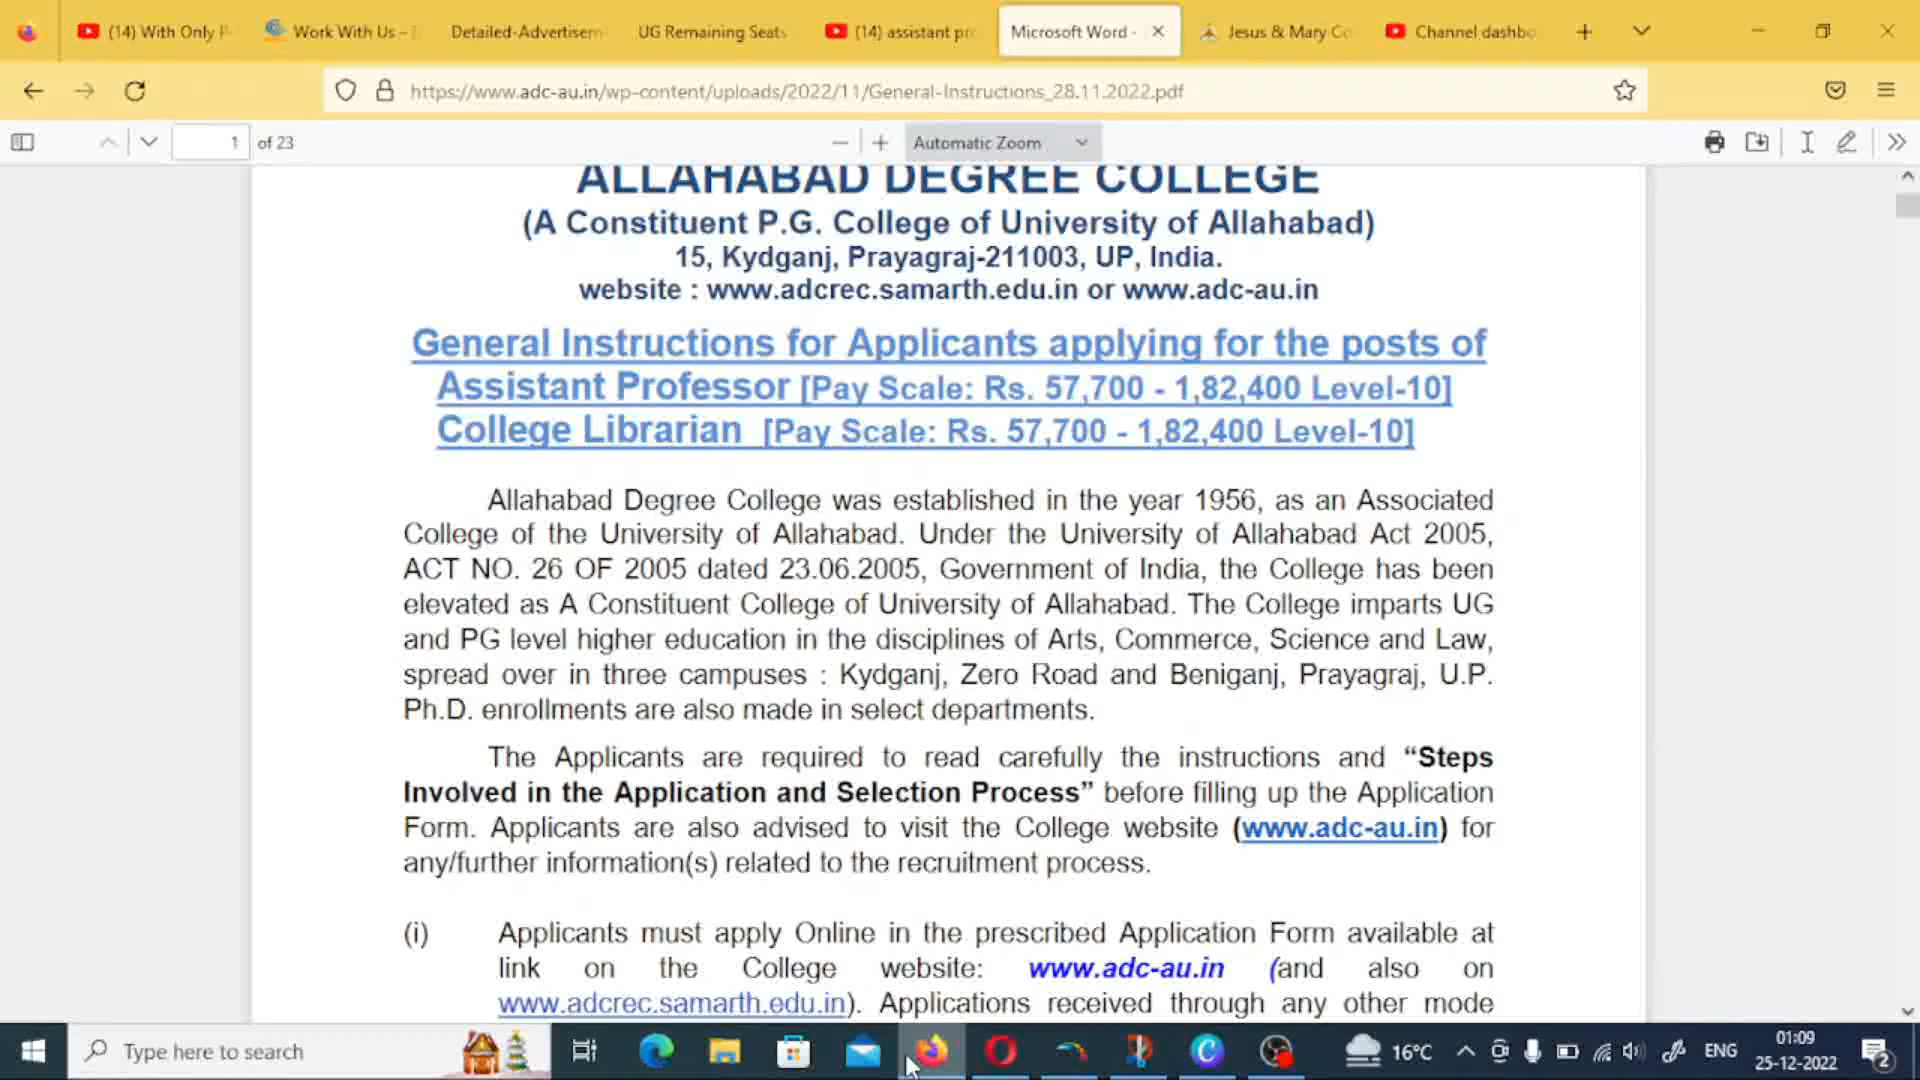 (14) With Only P
Work With Us –
Detailed-Advertisem
UG Remaining Seats
(14) assistant pr
Microsoft Word -
Jesus & Mary Co
Channel dashbo
https://www.adc-au.in/wp-content/uploads/2022/11/General-Instructions_28.11.2022.pdf
1 of 23
Automatic Zoom
ALLAHABAD DEGREE COLLEGE
(A Constituent P.G. College of University of Allahabad)
15, Kydganj, Prayagraj-211003, UP, India.
website : www.adcrec.samarth.edu.in or www.adc-au.in
General Instructions for Applicants applying for the posts of
Assistant Professor [Pay Scale: Rs. 57,700 - 1,82,400 Level-10]
College Librarian [Pay Scale: Rs. 57,700 - 1,82,400 Level-10]
Allahabad Degree College was established in the year 1956, as an Associated
College of the University of Allahabad. Under the University of Allahabad Act 2005,
ACT NO. 26 OF 2005 dated 23.06.2005, Government of India, the College has been
elevated as A Constituent College of University of Allahabad. The College imparts UG
and PG level higher education in the disciplines of Arts, Commerce, Science and Law,
spread over in three campuses : Kydganj, Zero Road and Beniganj, Prayagraj, U.P.
Ph.D. enrollments are also made in select departments.
The Applicants are required to read carefully the instructions and “Steps
Involved in the Application and Selection Process” before filling up the Application
Form. Applicants are also advised to visit the College website (www.adc-au.in) for
any/further information(s) related to the recruitment process.
(i) Applicants must apply Online in the prescribed Application Form available at
link on the College website: www.adc-au.in (and also on
www.adcrec.samarth.edu.in). Applications received through any other mode
Type here to search
16°C
ENG
01:09
25-12-2022
2